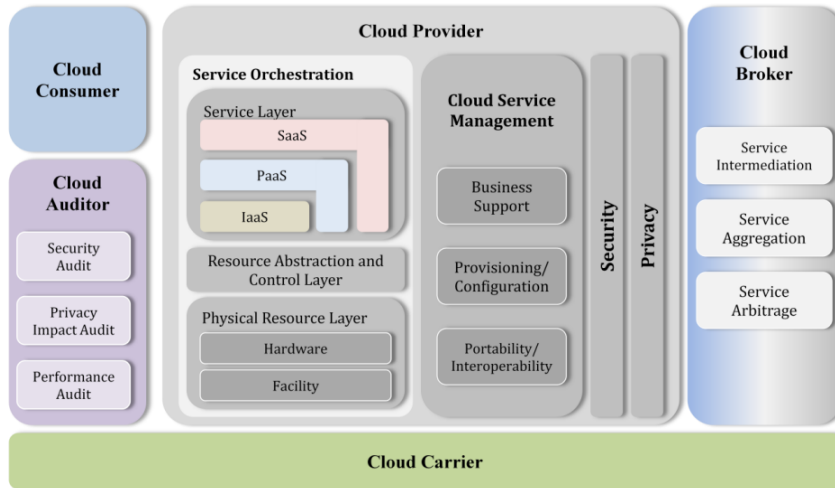 Cloud
Consumer
Cloud
Auditor
Security
Audit
Privacy
Impact Audit
Performance
Audit
Cloud Provider
Service Orchestration
Service Layer
SaaS
PaaS
IaaS
Resource Abstraction and
Control Layer
Physical Resource Layer
Hardware
Facility
Cloud Service
Management
Business
Support
Provisioning/
Configuration
Portability/
Interoperability
Security
Privacy
Cloud
Broker
Service
Intermediation
Service
Aggregation
Service
Arbitrage
Cloud Carrier